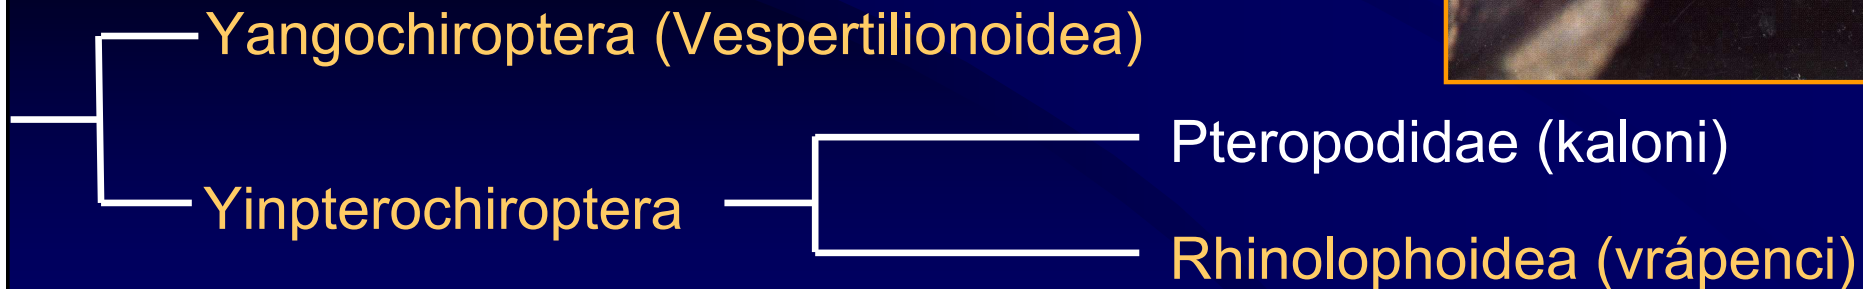 Yangochiroptera (Vespertilionoidea)
Pteropodidae (kaloni)
Yinpterochiroptera
Rhinolophoidea (vrápenci)